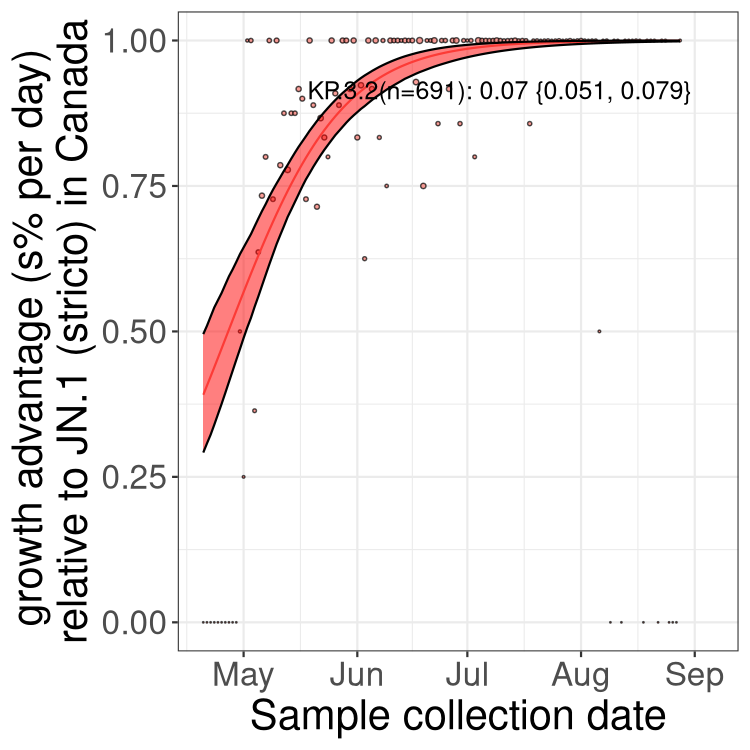 growth advantage (s% per day)
relative to JN.1 (stricto) in Canada
1.00
0.75
0.50
0.25
0.00
KP.3.2(n=691): 0.07 {0.051, 0.079}
May Jun Jul Aug Sep
Sample collection date